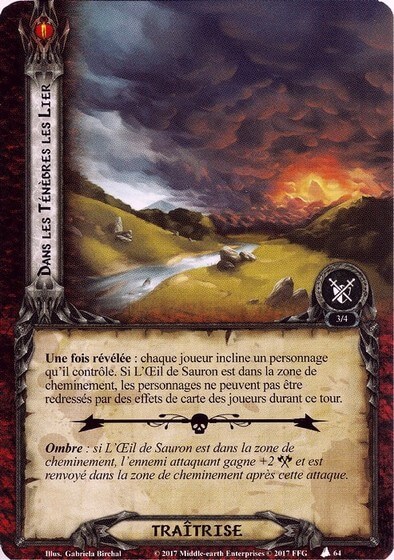 Dans les Ténèbres les Lier
3/4
Une fois révélée : chaque joueur incline un personnage
qu'il contrôle. Si L'Œil de Sauron est dans la zone de
cheminement, les personnages ne peuvent pas être
redressés par des effets de carte des joueurs durant ce tour.
Ombre : si L'Œil de Sauron est dans la zone de
cheminement, l'ennemi attaquant gagne +2 et est
renvoyé dans la zone de cheminement après cette attaque.
TRAÎTRISE
Illus. Gabriela Birchal © 2017 Middle-earth Enterprises © 2017 FFG 64